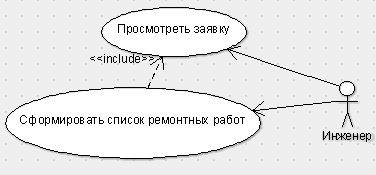 Просмотреть заявку
<<include>>
Сформировать список ремонтных работ
Инженер